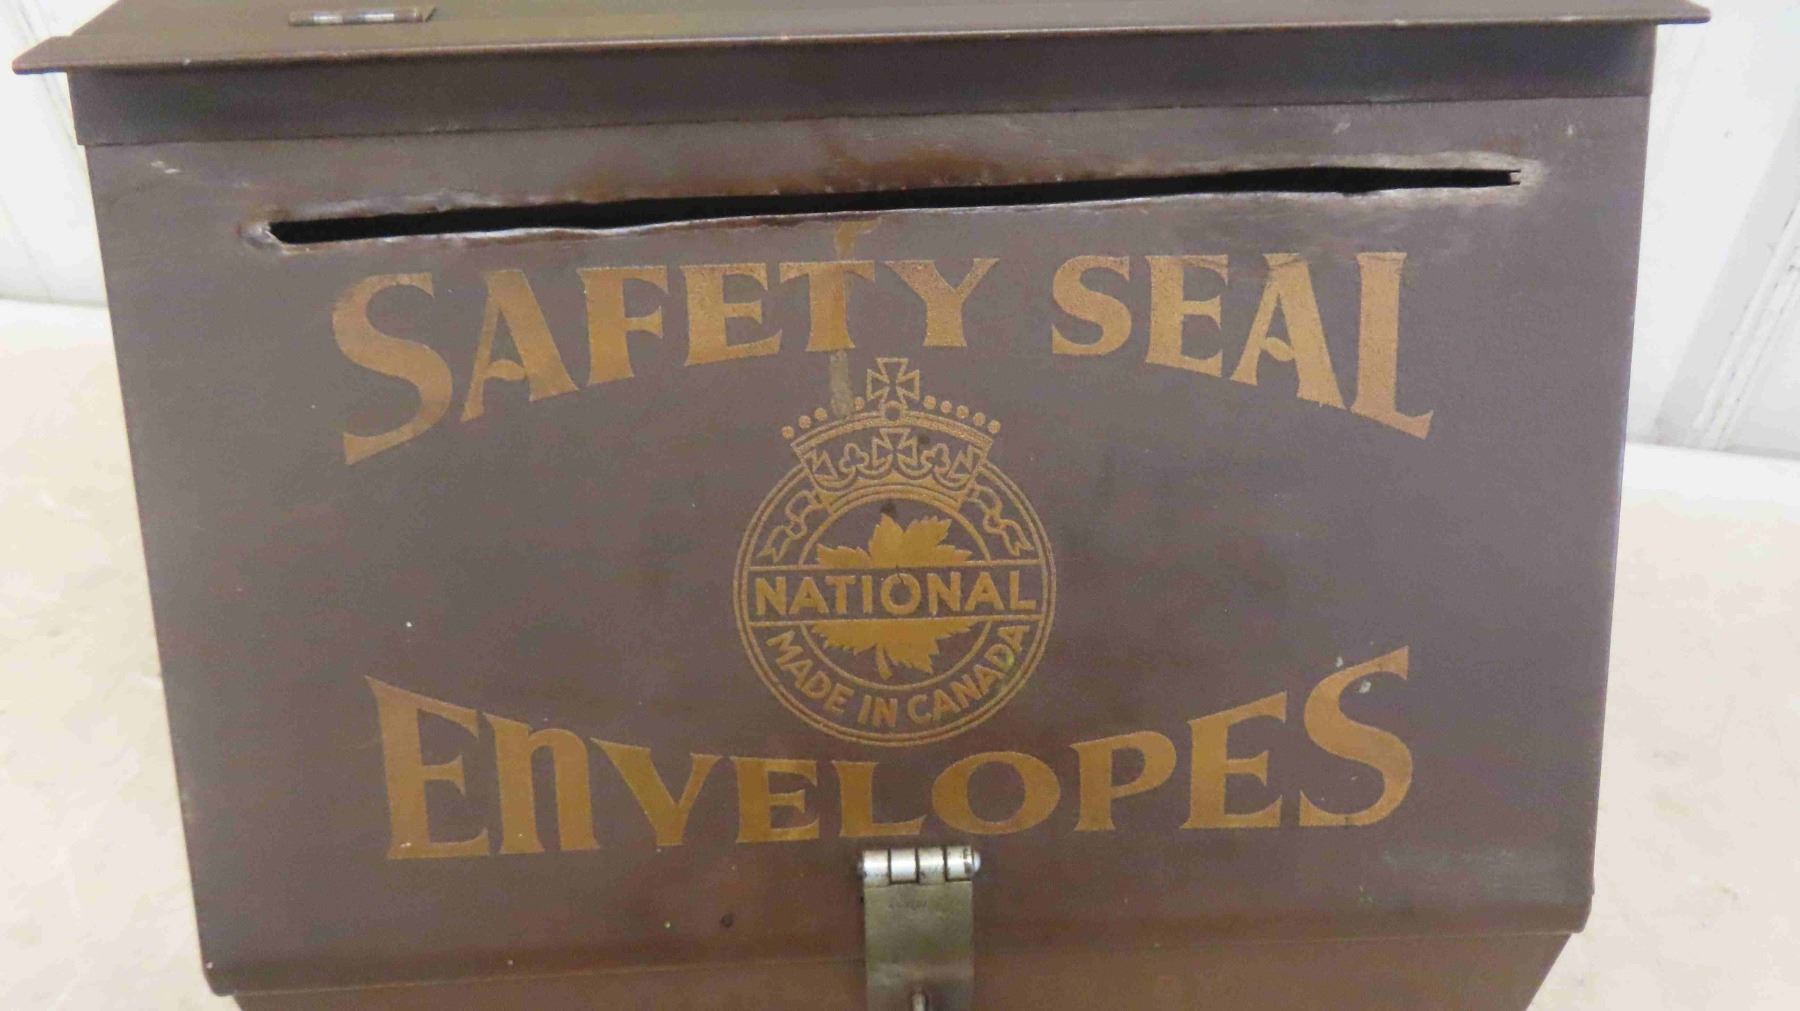 SAFETY SEAL
NATIONAL
MADE IN CANADA
ENVELOPES